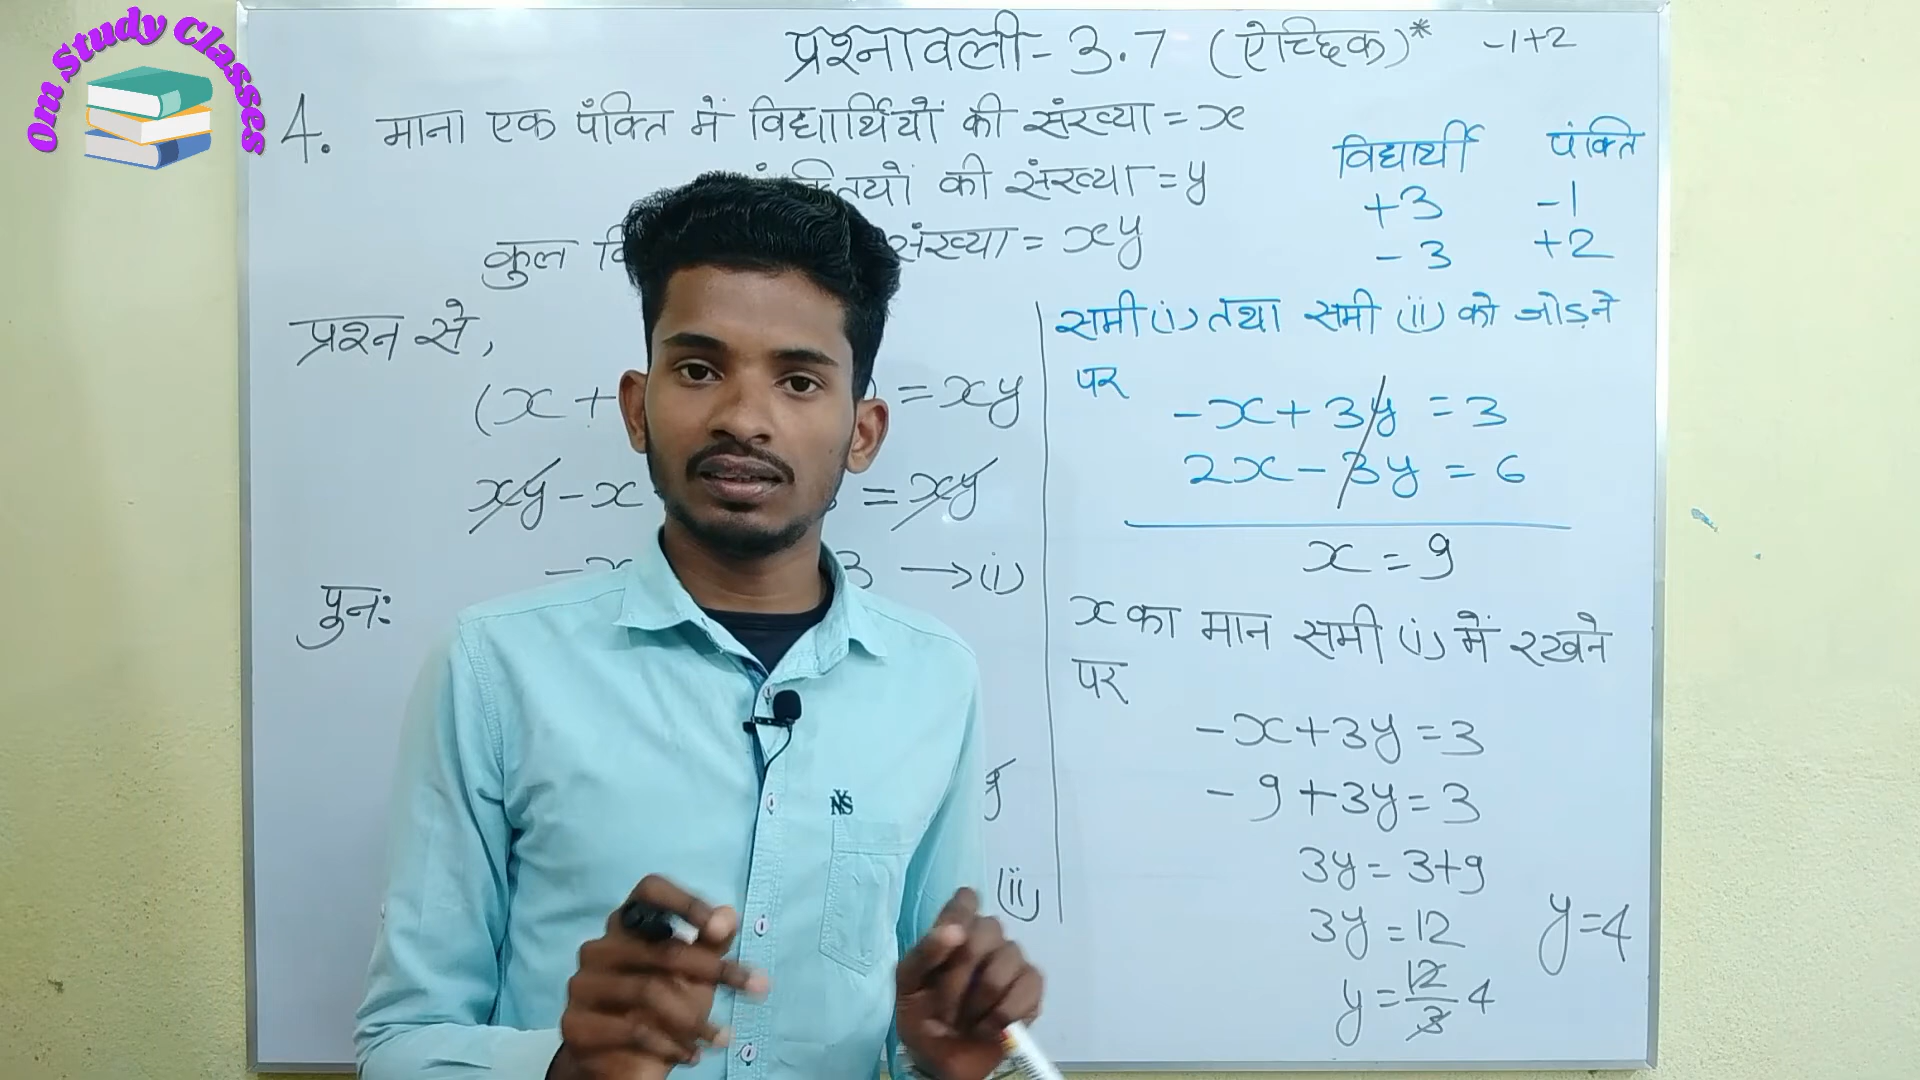 Om Study Classes
प्रश्नावली-3.7 (ऐच्छिक)* -1+2
4. माना एक पंक्ति में विद्यार्थियों की संख्या = x
की संख्या = y
कुल संख्या = xy
विद्यार्थी पंक्ति
+3 -1
-3 +2
प्रश्न से,
(x+ = xy
xy-x = xy
-x 3 →(i)
पुनः
y
(ii)
समी (i) तथा समी (ii) को जोड़ने
पर
-x+3y = 3
2x-3y = 6
x = 9
x का मान समी (i) में रखने
पर
-x+3y=3
-9+3y=3
3y=3+9
3y=12
y=12/3 4
y=4
NYS